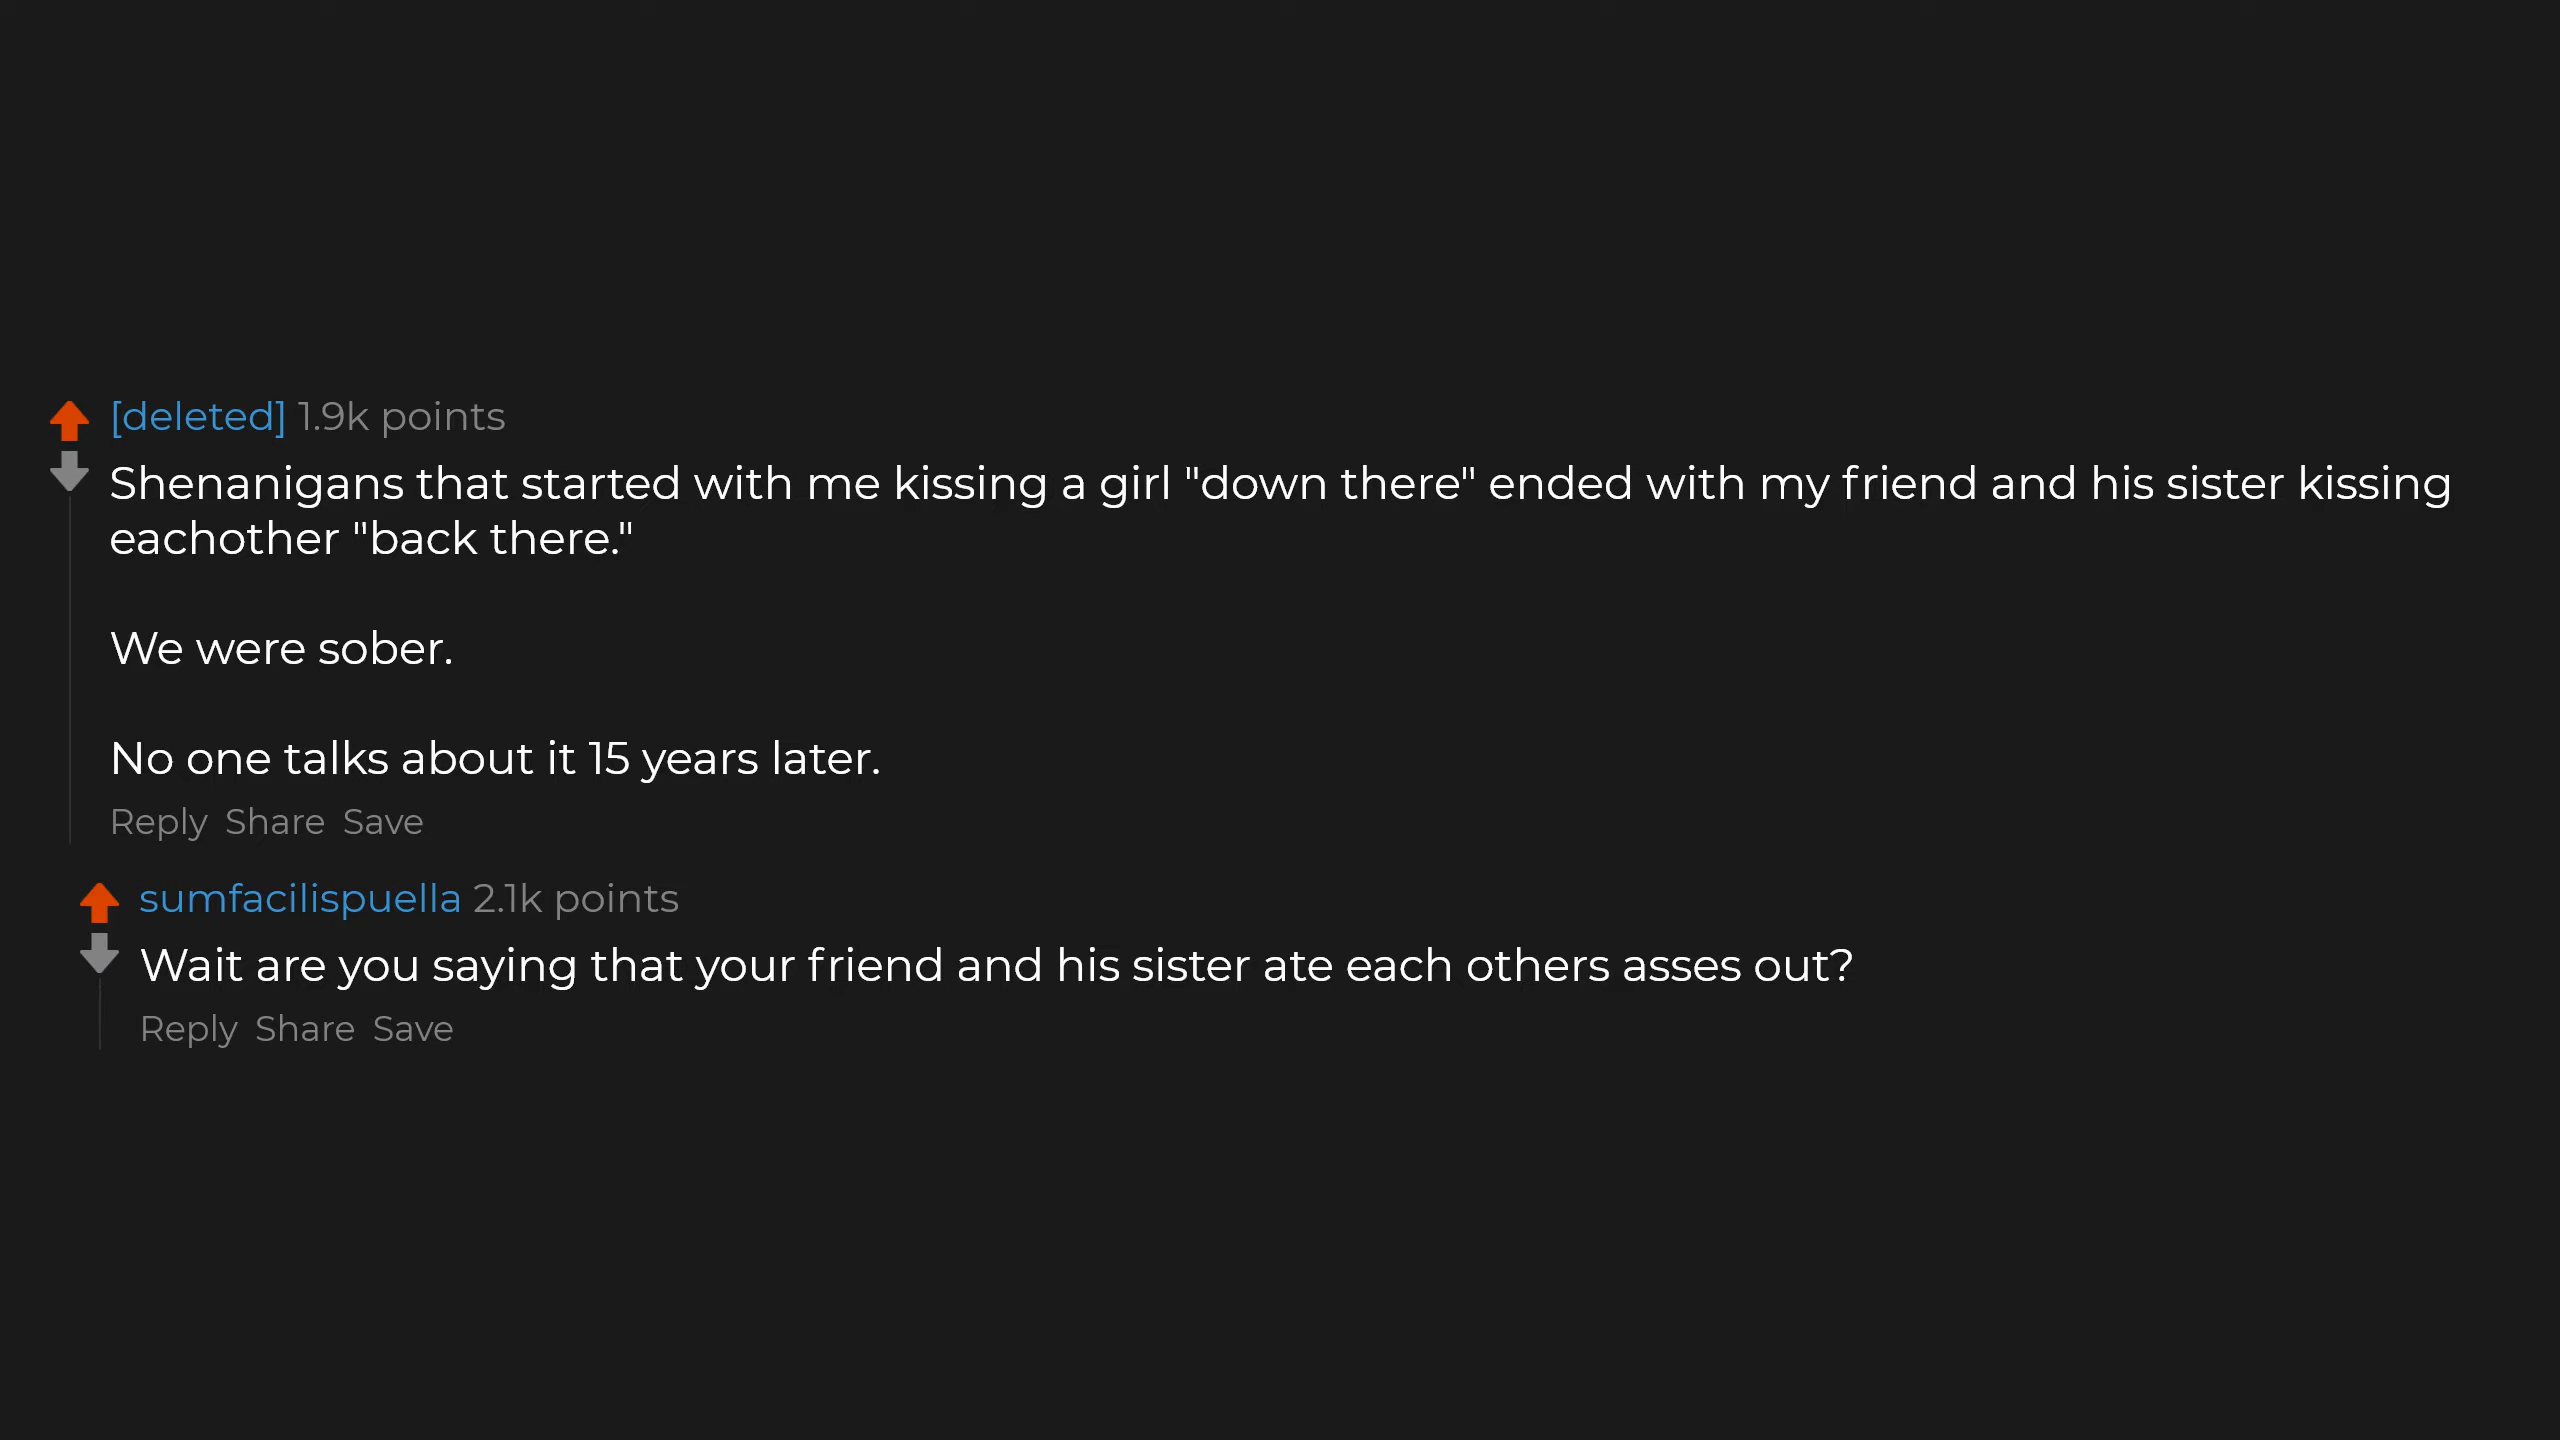 [deleted] 1.9k points
Shenanigans that started with me kissing a girl "down there" ended with my friend and his sister kissing
eachother "back there."
We were sober.
No one talks about it 15 years later.
Reply Share Save
sumfacilispuella 2.1k points
Wait are you saying that your friend and his sister ate each others asses out?
Reply Share Save